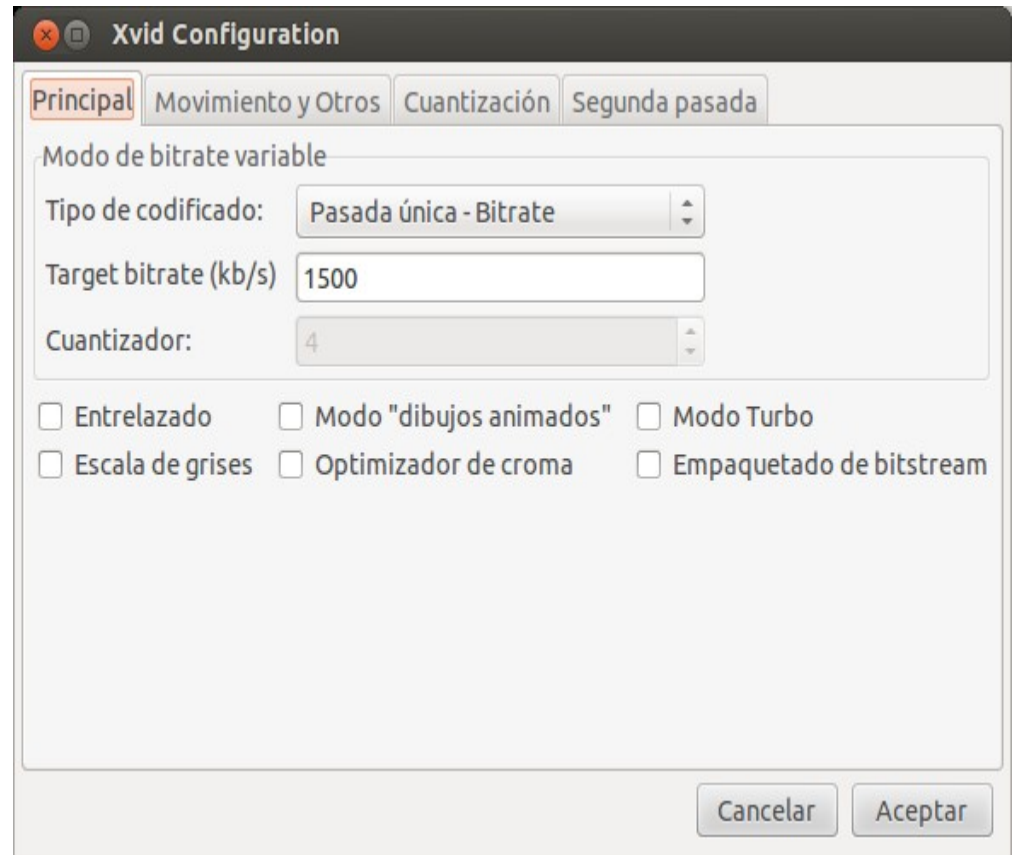 Xvid Configuration
Principal Movimiento y Otros Cuantización Segunda pasada
Modo de bitrate variable
Tipo de codificado: Pasada única - Bitrate
Target bitrate (kb/s) 1500
Cuantizador: 4
Entrelazado Modo "dibujos animados" Modo Turbo
Escala de grises Optimizador de croma Empaquetado de bitstream
Cancelar Aceptar